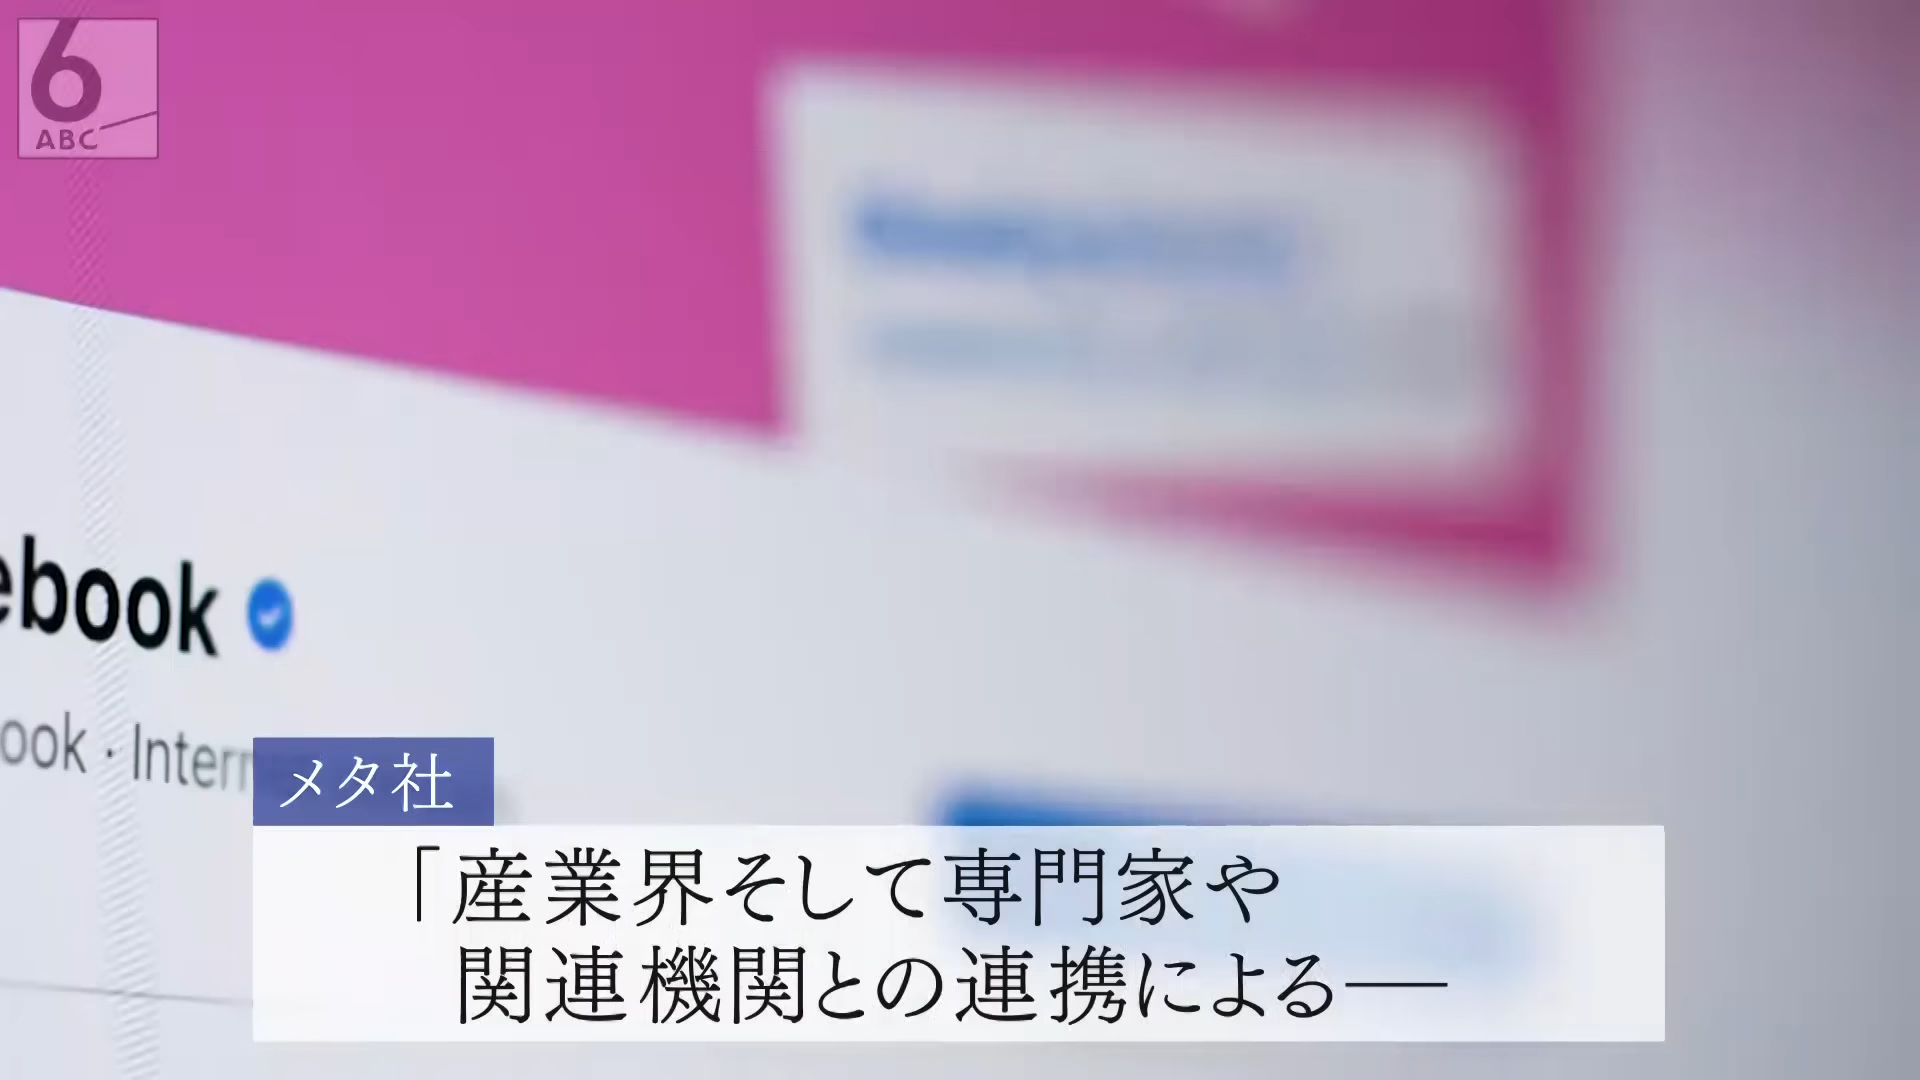 6
ABC
ebook
ook · Intern
メタ社
「産業界そして専門家や
関連機関との連携による──